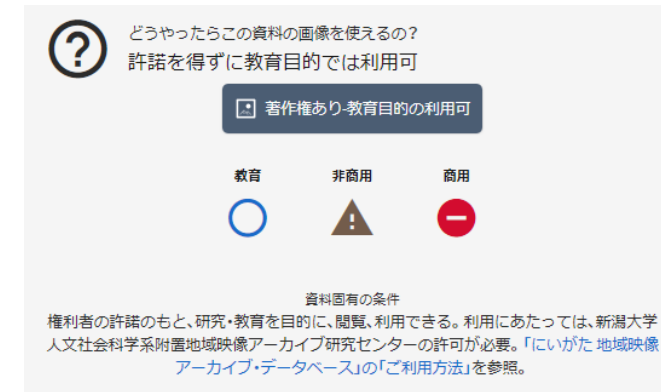 どうやったらこの資料の画像を使えるの?
許諾を得ずに教育目的では利用可
著作権あり-教育目的の利用可
教育 非商用 商用
資料固有の条件
権利者の許諾のもと、研究・教育を目的に、閲覧、利用できる。利用にあたっては、新潟大学
人文社会科学系附置地域映像アーカイブ研究センターの許可が必要。「にいがた 地域映像
アーカイブ・データベース」の「ご利用方法」を参照。